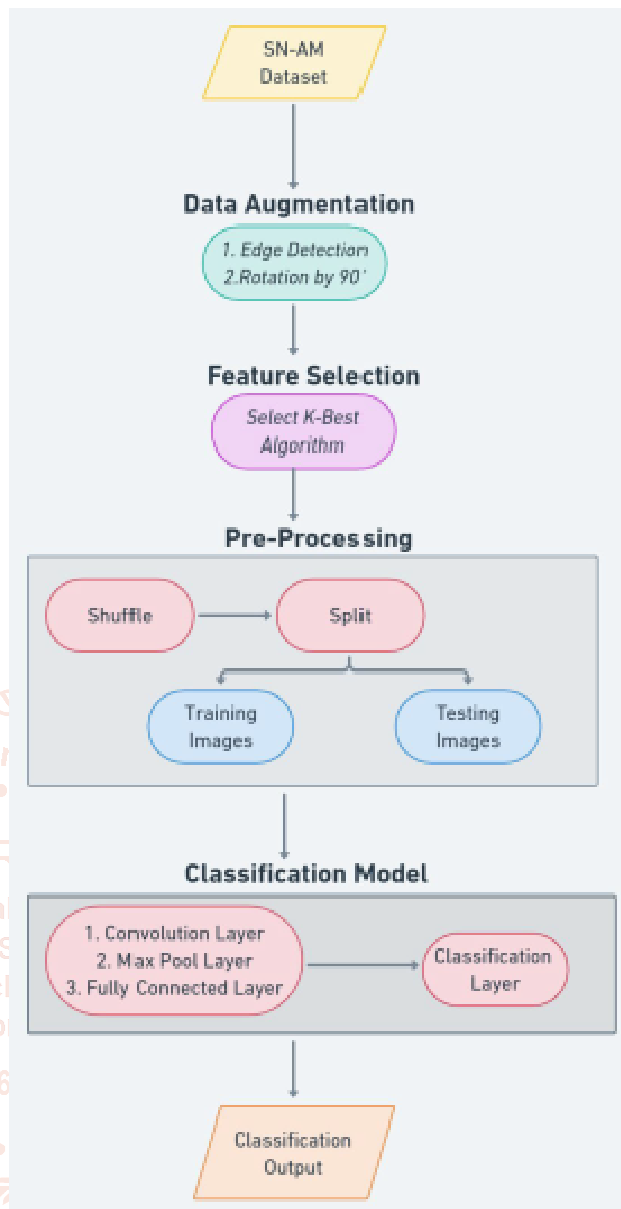 SN-AM
Dataset
Data Augmentation
1. Edge Detection
2.Rotation by 90°
Feature Selection
Select K-Best
Algorithm
Pre-Processing
Shuffle
Split
Training
Images
Testing
Images
Classification Model
1. Convolution Layer
2. Max Pool Layer
3. Fully Connected Layer
Classification
Layer
Classification
Output